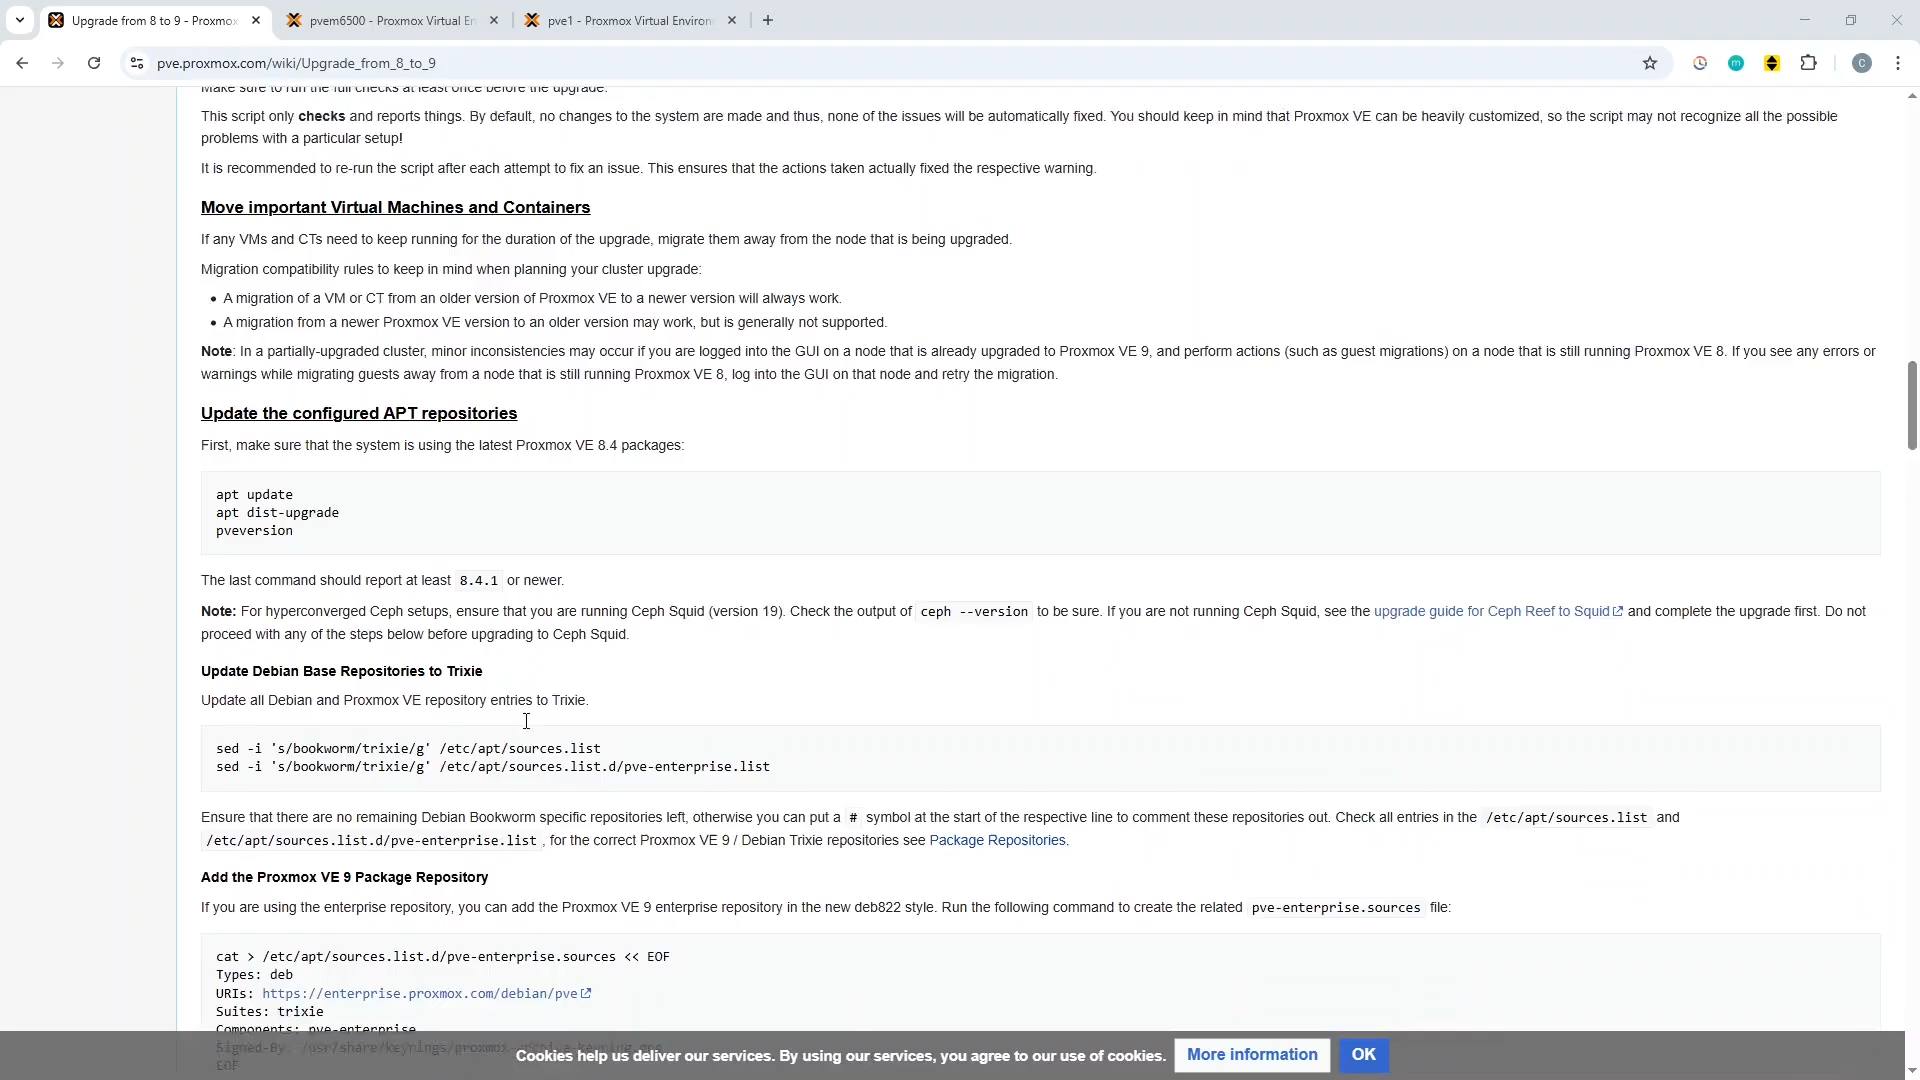 Upgrade from 8 to 9 - Proxmox
pvem6500 - Proxmox Virtual En
pve1 - Proxmox Virtual Environ
pve.proxmox.com/wiki/Upgrade_from_8_to_9
m
C
Make sure to run the full checks at least once before the upgrade.
This script only checks and reports things. By default, no changes to the system are made and thus, none of the issues will be automatically fixed. You should keep in mind that Proxmox VE can be heavily customized, so the script may not recognize all the possible
problems with a particular setup!
It is recommended to re-run the script after each attempt to fix an issue. This ensures that the actions taken actually fixed the respective warning.
Move important Virtual Machines and Containers
If any VMs and CTs need to keep running for the duration of the upgrade, migrate them away from the node that is being upgraded.
Migration compatibility rules to keep in mind when planning your cluster upgrade:
• A migration of a VM or CT from an older version of Proxmox VE to a newer version will always work.
• A migration from a newer Proxmox VE version to an older version may work, but is generally not supported.
Note: In a partially-upgraded cluster, minor inconsistencies may occur if you are logged into the GUI on a node that is already upgraded to Proxmox VE 9, and perform actions (such as guest migrations) on a node that is still running Proxmox VE 8. If you see any errors or
warnings while migrating guests away from a node that is still running Proxmox VE 8, log into the GUI on that node and retry the migration.
Update the configured APT repositories
First, make sure that the system is using the latest Proxmox VE 8.4 packages:
apt update
apt dist-upgrade
pveversion
The last command should report at least 8.4.1 or newer.
Note: For hyperconverged Ceph setups, ensure that you are running Ceph Squid (version 19). Check the output of ceph --version to be sure. If you are not running Ceph Squid, see the upgrade guide for Ceph Reef to Squid and complete the upgrade first. Do not
proceed with any of the steps below before upgrading to Ceph Squid.
Update Debian Base Repositories to Trixie
Update all Debian and Proxmox VE repository entries to Trixie.
sed -i 's/bookworm/trixie/g' /etc/apt/sources.list
sed -i 's/bookworm/trixie/g' /etc/apt/sources.list.d/pve-enterprise.list
Ensure that there are no remaining Debian Bookworm specific repositories left, otherwise you can put a # symbol at the start of the respective line to comment these repositories out. Check all entries in the /etc/apt/sources.list and
/etc/apt/sources.list.d/pve-enterprise.list , for the correct Proxmox VE 9 / Debian Trixie repositories see Package Repositories.
Add the Proxmox VE 9 Package Repository
If you are using the enterprise repository, you can add the Proxmox VE 9 enterprise repository in the new deb822 style. Run the following command to create the related pve-enterprise.sources file:
cat > /etc/apt/sources.list.d/pve-enterprise.sources << EOF
Types: deb
URIs: https://enterprise.proxmox.com/debian/pve
Suites: trixie
Components: pve-enterprise
Signed-By: /usr/share/keyrings/proxmox-archive-keyring.gpg
EOF
Cookies help us deliver our services. By using our services, you agree to our use of cookies. More information OK